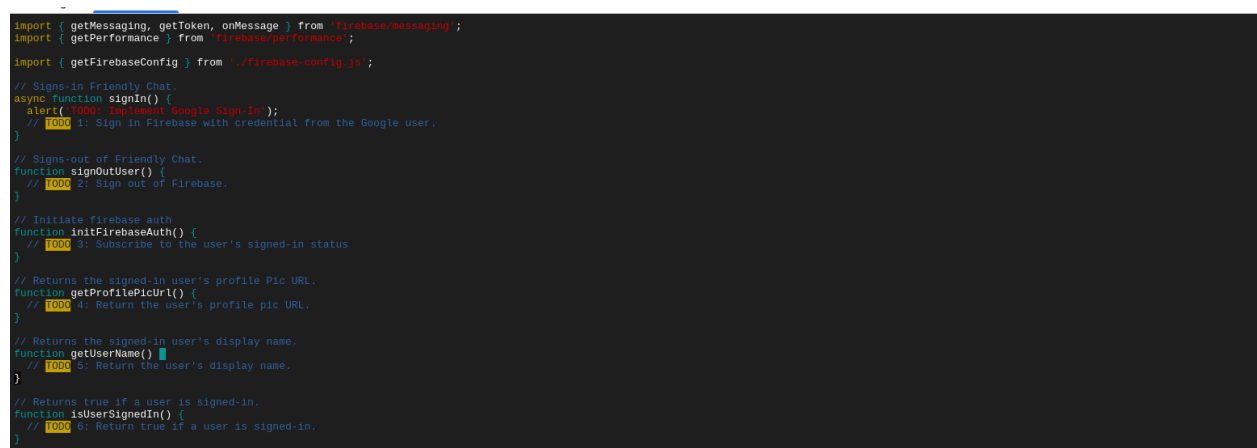 import { getMessaging, getToken, onMessage } from 'firebase/messaging';
import { getPerformance } from 'firebase/performance';
import { getFirebaseConfig } from './firebase-config.js';
// Signs-in Friendly Chat.
async function signIn() {
  alert('TODO: Implement Google Sign-In');
  // TODO 1: Sign in Firebase with credential from the Google user.
}
// Signs-out of Friendly Chat.
function signOutUser() {
  // TODO 2: Sign out of Firebase.
}
// Initiate firebase auth
function initFirebaseAuth() {
  // TODO 3: Subscribe to the user's signed-in status
}
// Returns the signed-in user's profile Pic URL.
function getProfilePicUrl() {
  // TODO 4: Return the user's profile pic URL.
}
// Returns the signed-in user's display name.
function getUserName() 
  // TODO 5: Return the user's display name.
}
// Returns true if a user is signed-in.
function isUserSignedIn() {
  // TODO 6: Return true if a user is signed-in.
}